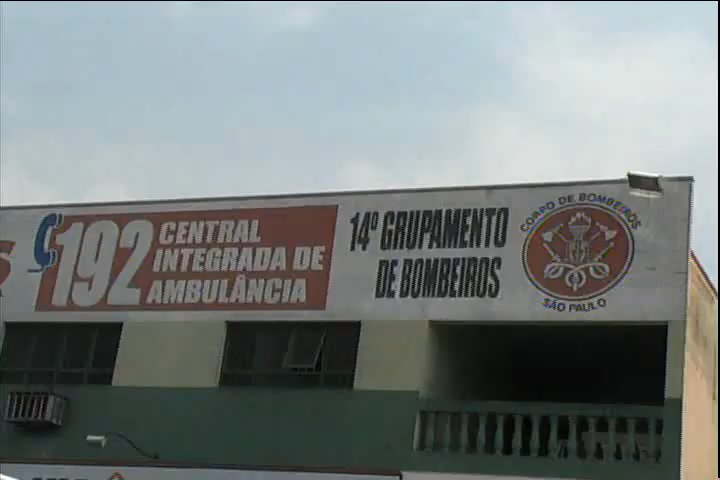 192
CENTRAL
INTEGRADA DE
AMBULÂNCIA
14º GRUPAMENTO
DE BOMBEIROS
CORPO DE BOMBEIROS
SÃO PAULO